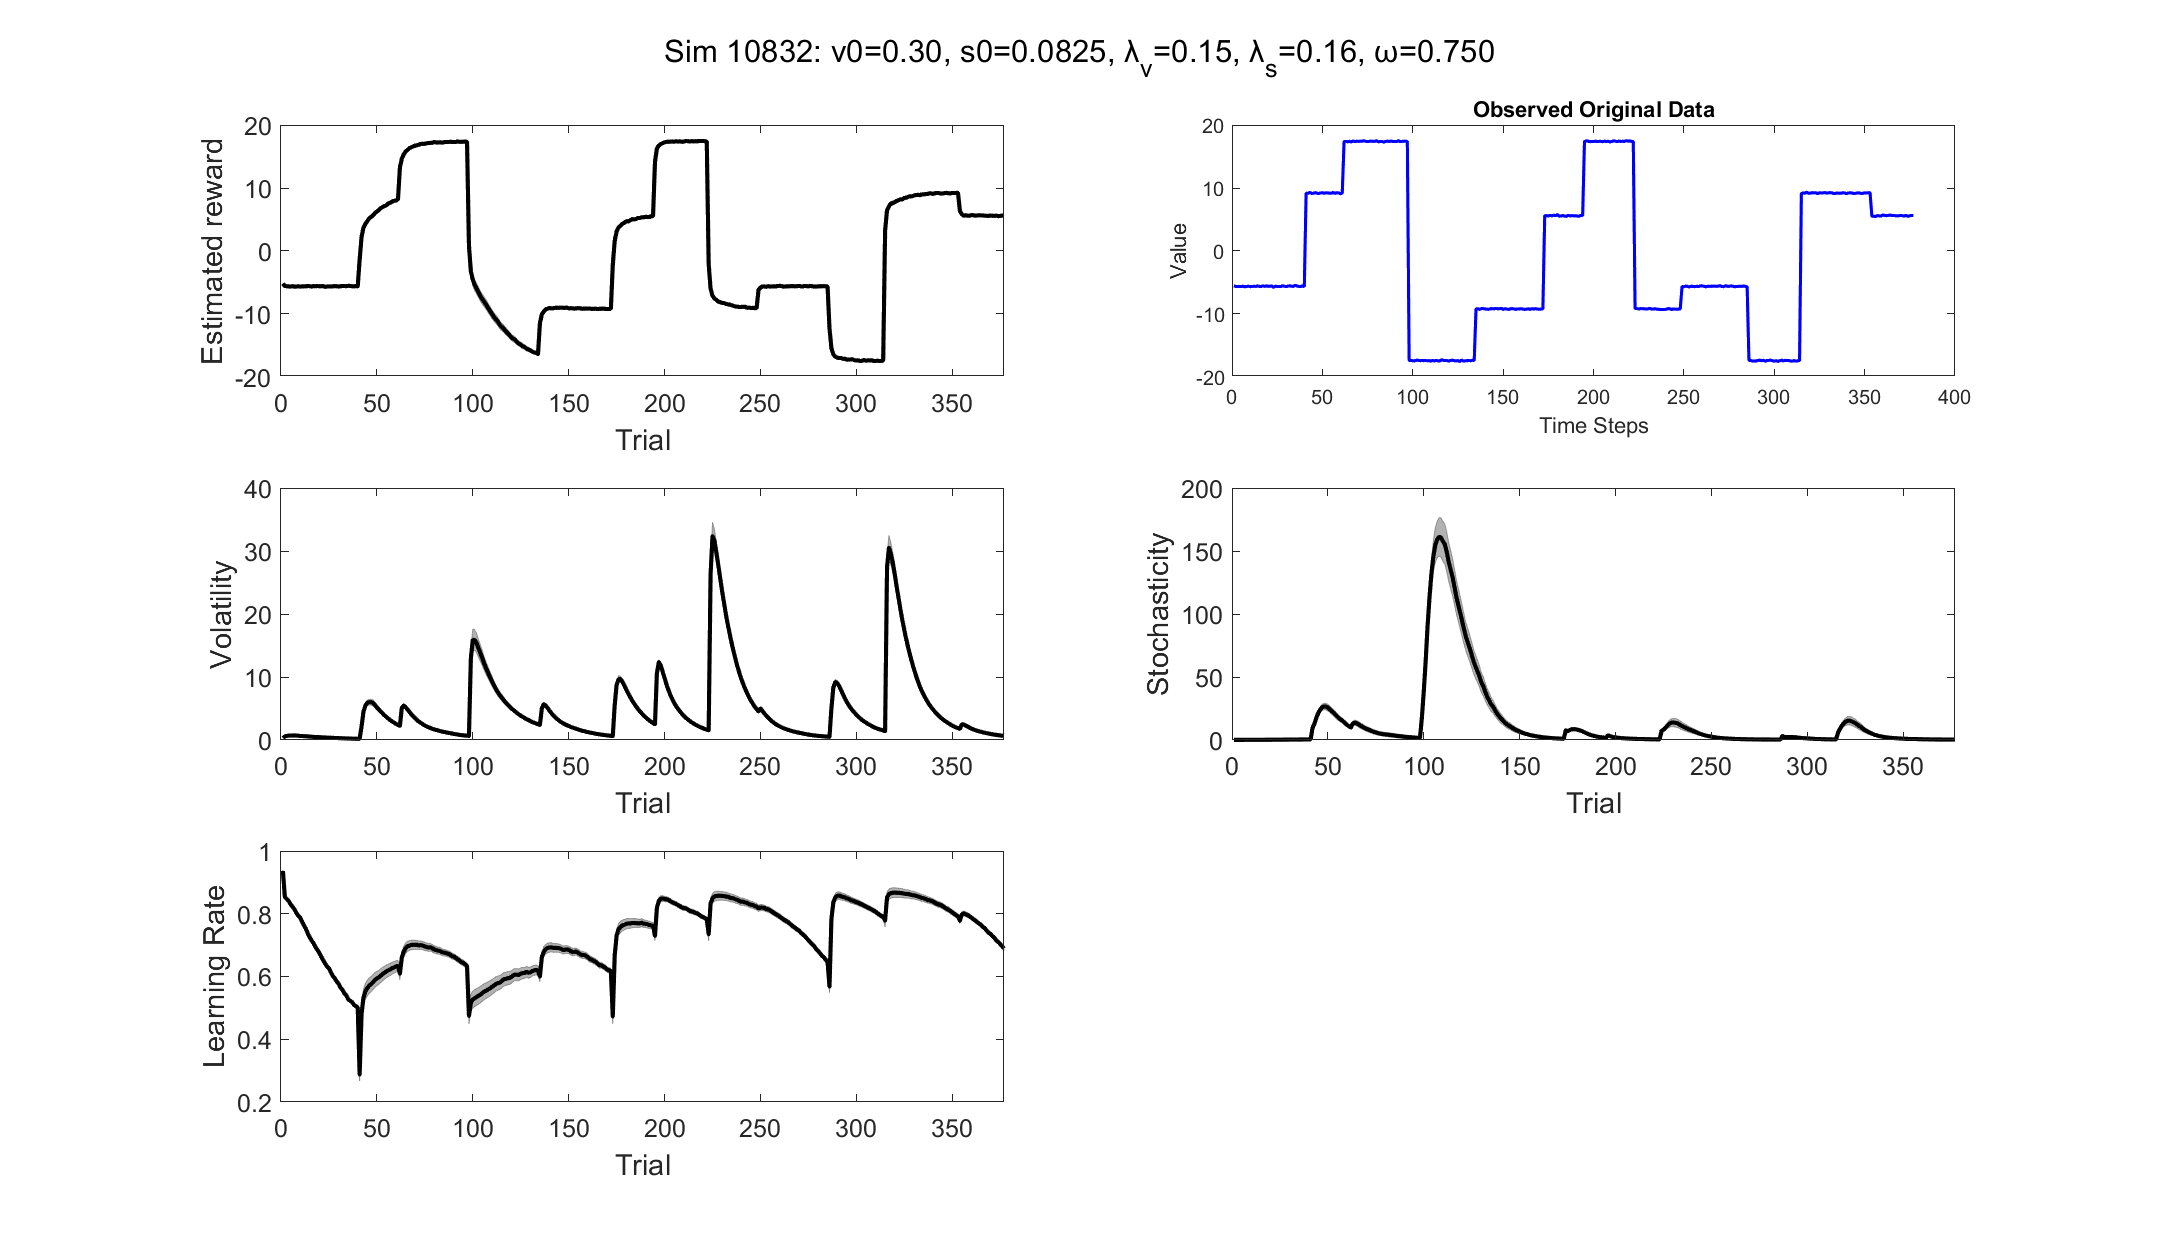 Sim 10832: v0=0.30, s0=0.0825, λ_v=0.15, λ_s=0.16, ω=0.750
Estimated reward
20
10
0
-10
-20
0 50 100 150 200 250 300 350
Trial
Observed Original Data
Value
20
10
0
-10
-20
0 50 100 150 200 250 300 350 400
Time Steps
Volatility
40
30
20
10
0
0 50 100 150 200 250 300 350
Trial
Stochasticity
200
150
100
50
0
0 50 100 150 200 250 300 350
Trial
Learning Rate
1
0.8
0.6
0.4
0.2
0 50 100 150 200 250 300 350
Trial